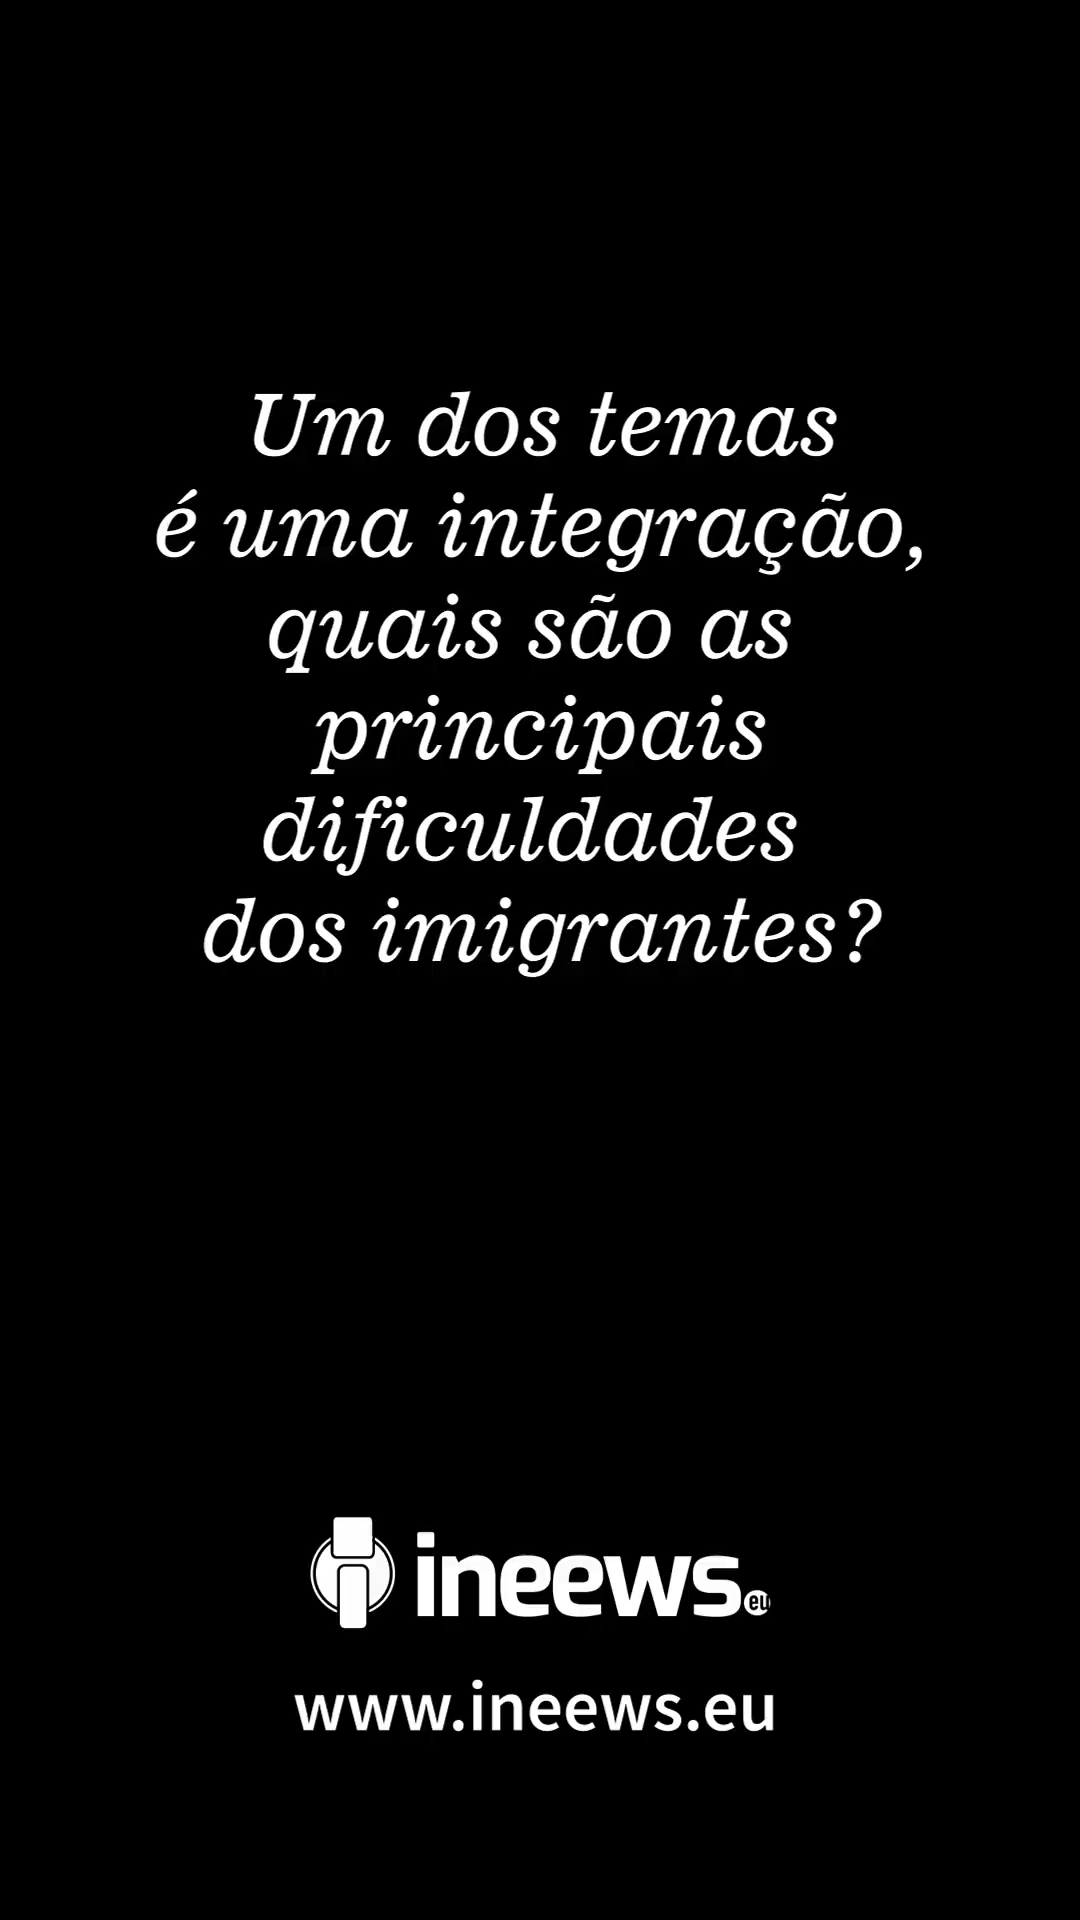 Um dos temas
é uma integração,
quais são as
principais
dificuldades
dos imigrantes?
ineews.eu
www.ineews.eu